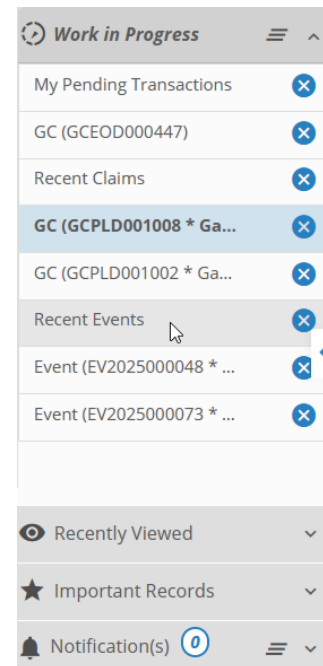 Work in Progress
My Pending Transactions
GC (GCEOD000447)
Recent Claims
GC (GCPLD001008 * Ga...
GC (GCPLD001002 * Ga...
Recent Events
Event (EV2025000048 * ...
Event (EV2025000073 * ...
Recently Viewed
Important Records
Notification(s) 0